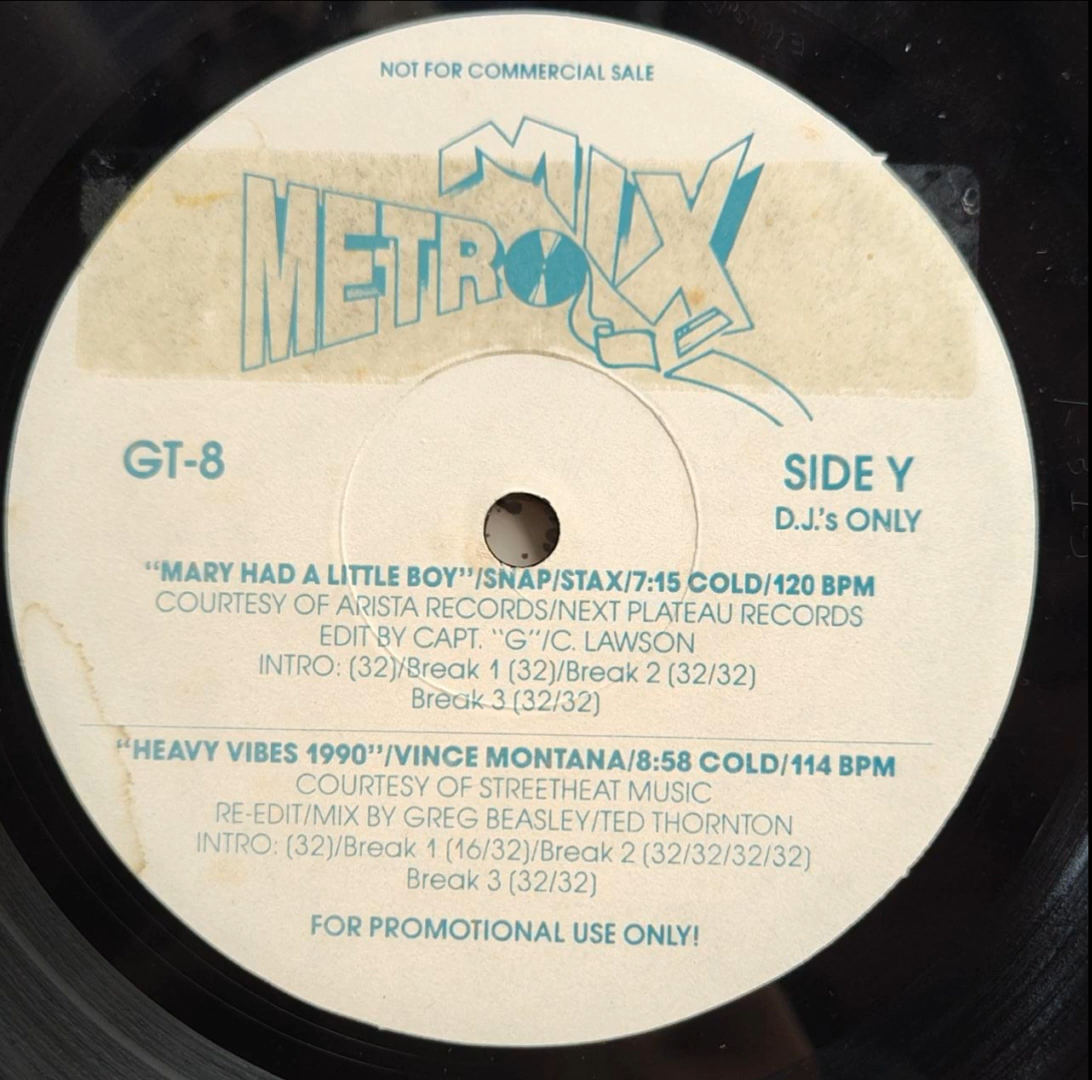 NOT FOR COMMERCIAL SALE
METRO MIX
GT-8
SIDE Y
D.J.'s ONLY
"MARY HAD A LITTLE BOY"/SNAP/STAX/7:15 COLD/120 BPM
COURTESY OF ARISTA RECORDS/NEXT PLATEAU RECORDS
EDIT BY CAPT. "G"/C. LAWSON
INTRO: (32)/Break 1 (32)/Break 2 (32/32)
Break 3 (32/32)
"HEAVY VIBES 1990"/VINCE MONTANA/8:58 COLD/114 BPM
COURTESY OF STREETHEAT MUSIC
RE-EDIT/MIX BY GREG BEASLEY/TED THORNTON
INTRO: (32)/Break 1 (16/32)/Break 2 (32/32/32/32)
Break 3 (32/32)
FOR PROMOTIONAL USE ONLY!